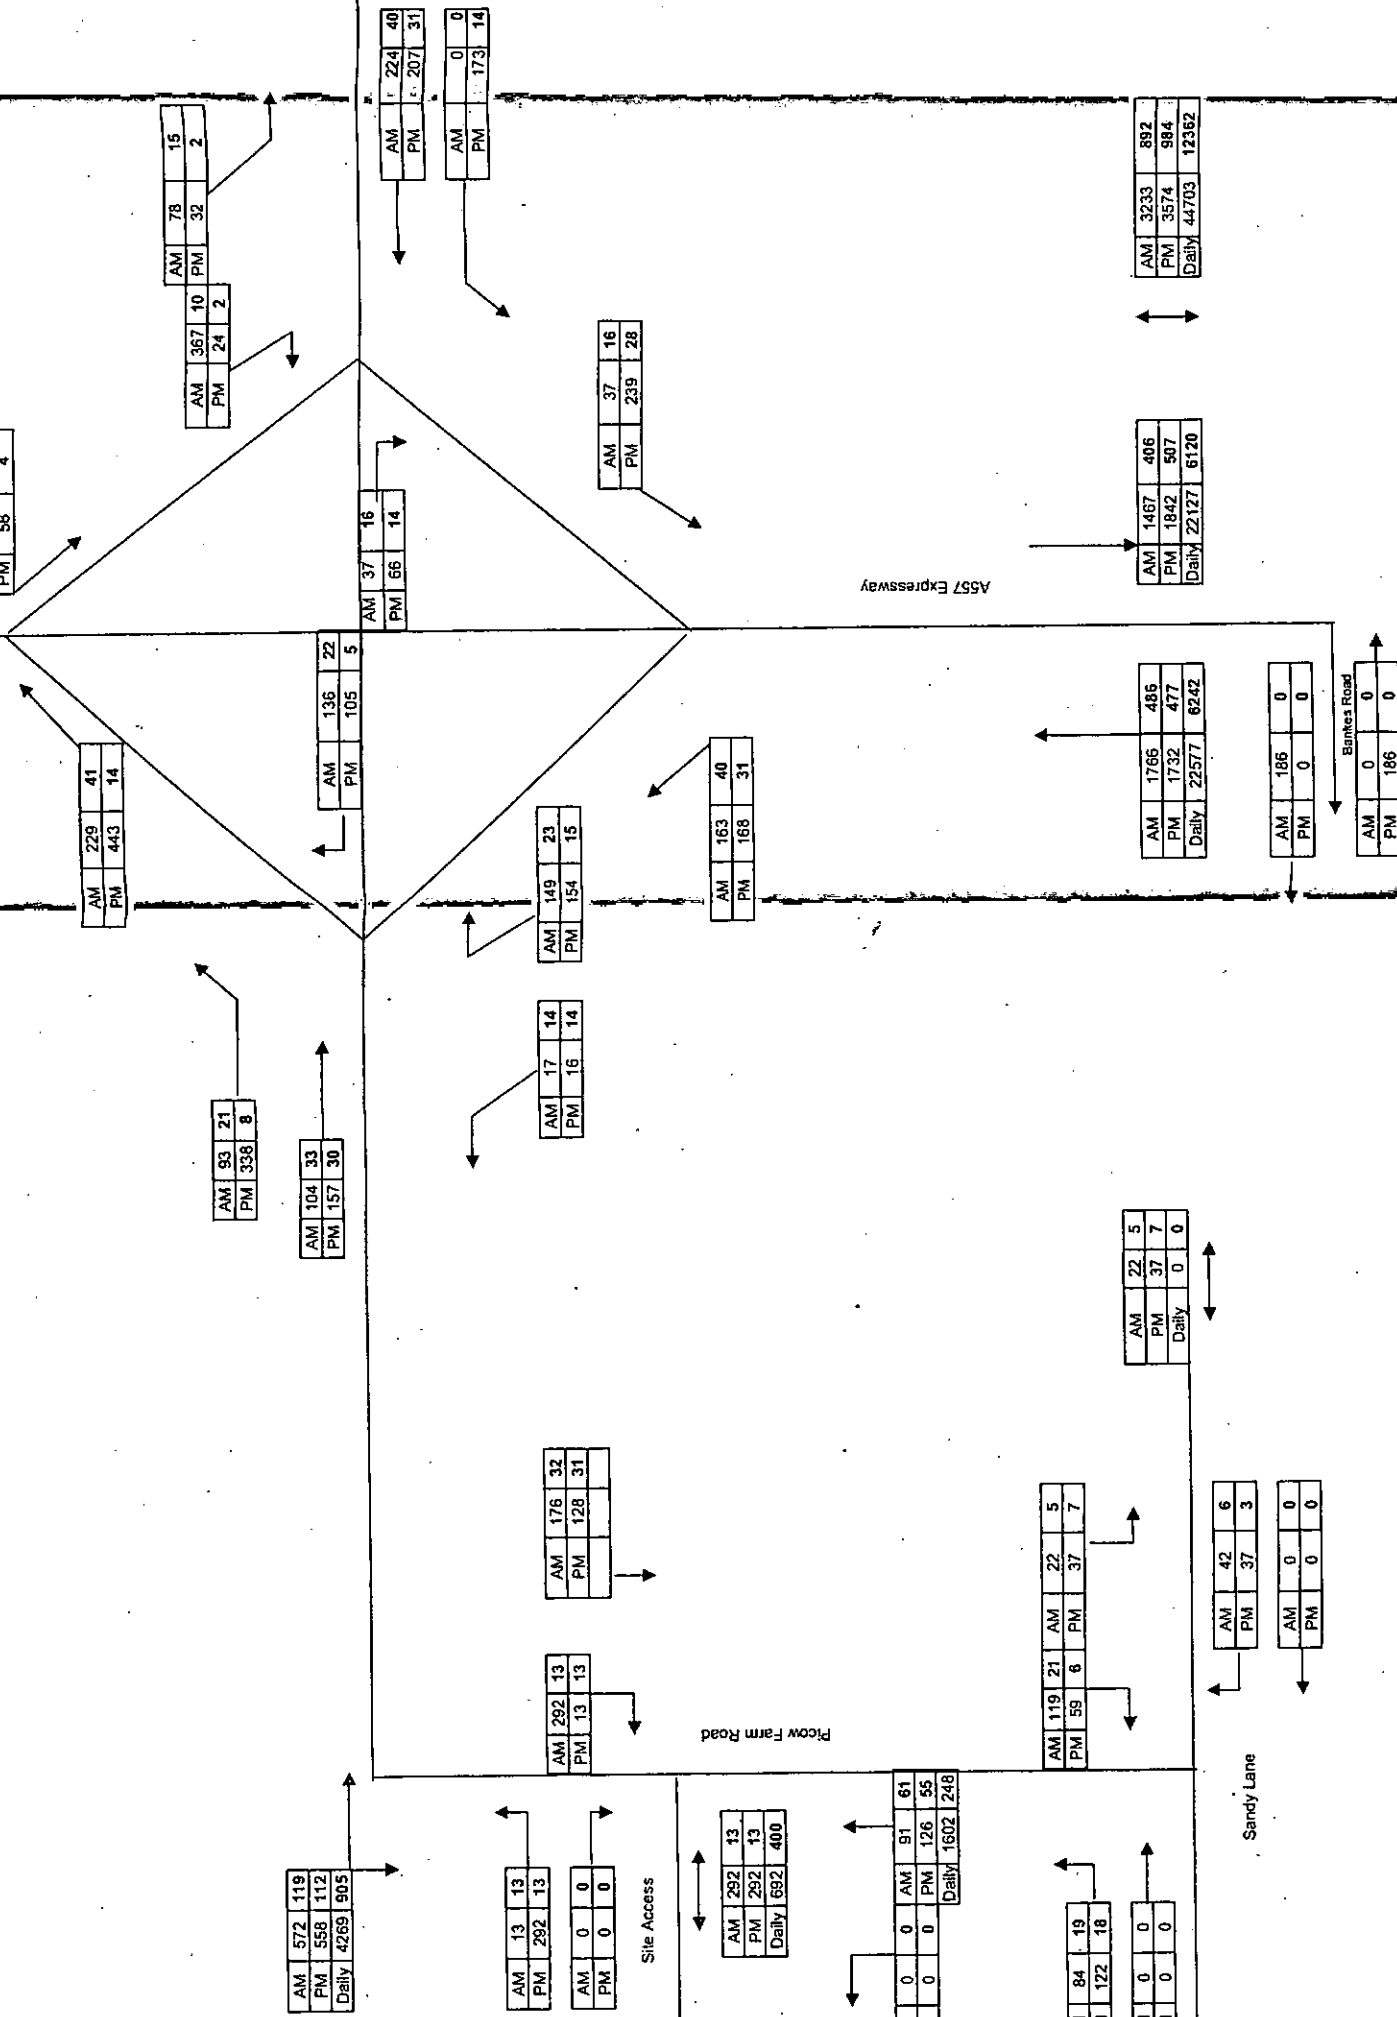 PM 58 4
AM 224 40
PM 207 31
AM 0 0
PM 173 14
AM 78 15
PM 32 2
AM 367 10
PM 24 2
AM 37 16
PM 239 28
AM 37 16
PM 66 14
AM 136 22
PM 105 5
AM 229 41
PM 443 14
AM 149 23
PM 154 15
AM 163 40
PM 168 31
A557 Expressway
AM 3233 892
PM 3574 984
Daily 44703 12362
AM 1467 406
PM 1842 507
Daily 22127 6120
AM 1766 486
PM 1732 477
Daily 22577 6242
AM 186 0
PM 0 0
Bankes Road
AM 0 0
PM 186 0
AM 17 14
PM 16 14
AM 93 21
PM 338 8
AM 104 33
PM 157 30
AM 176 32
PM 128 31
AM 292 13
PM 13 13
Picow Farm Road
AM 22 5
PM 37 7
Daily 0 0
AM 22 5
PM 37 7
AM 119 21
PM 59 6
AM 42 6
PM 37 3
AM 0 0
PM 0 0
Sandy Lane
AM 572 119
PM 558 112
Daily 4269 905
AM 13 13
PM 292 13
AM 0 0
PM 0 0
Site Access
AM 292 13
PM 292 13
Daily 692 400
AM 91 61
PM 126 55
Daily 1602 248
0 0
0 0
84 19
122 18
0 0
0 0